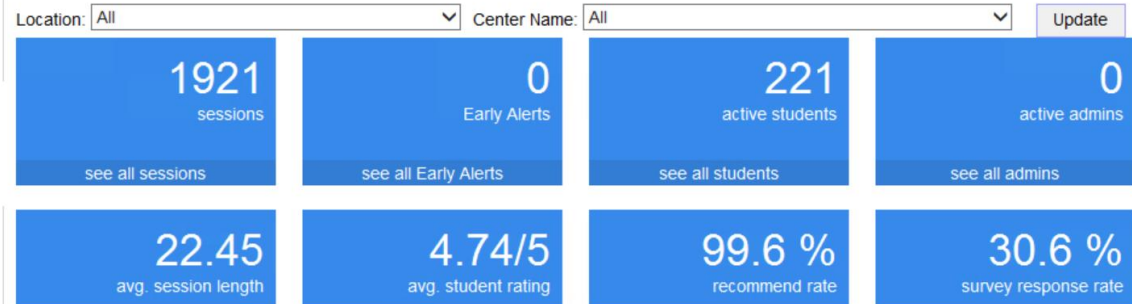 Location: All Center Name: All Update
1921 0 221 0
sessions Early Alerts active students active admins
see all sessions see all Early Alerts see all students see all admins
22.45 4.74/5 99.6 % 30.6 %
avg. session length avg. student rating recommend rate survey response rate